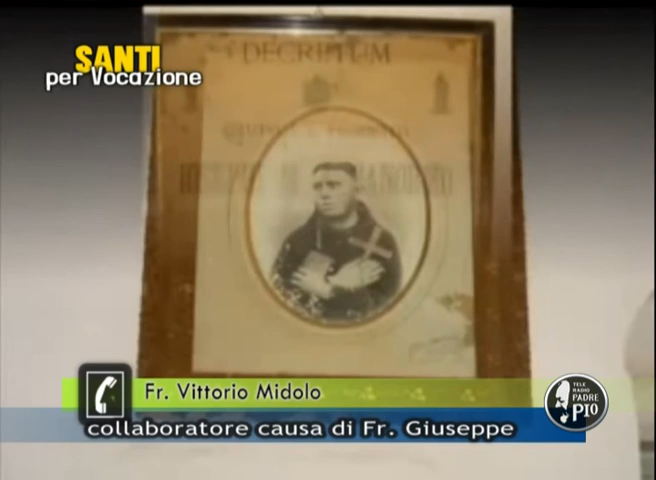 SANTI
per Vocazione
DECRETUM
Fr. Vittorio Midolo
TELE
RADIO
PADRE
PIO
collaboratore causa di Fr. Giuseppe